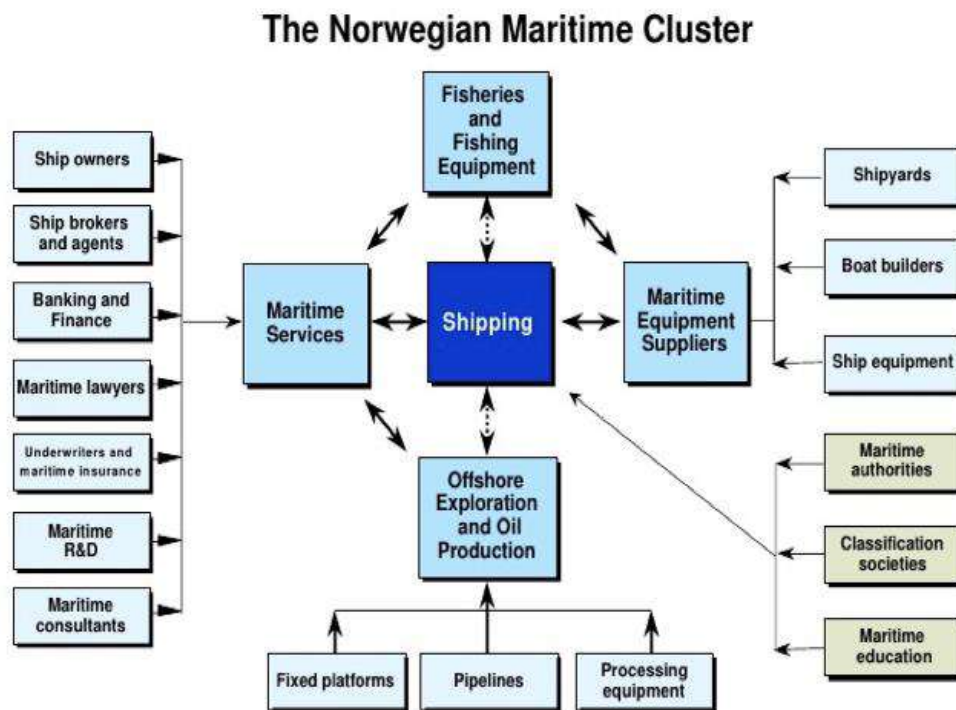 The Norwegian Maritime Cluster
Fisheries
and
Fishing
Equipment
Ship owners
Ship brokers
and agents
Banking and
Finance
Maritime lawyers
Underwriters and
maritime insurance
Maritime
R&D
Maritime
consultants
Maritime
Services
Shipping
Maritime
Equipment
Suppliers
Shipyards
Boat builders
Ship equipment
Maritime
authorities
Classification
societies
Maritime
education
Offshore
Exploration
and Oil
Production
Fixed platforms
Pipelines
Processing
equipment